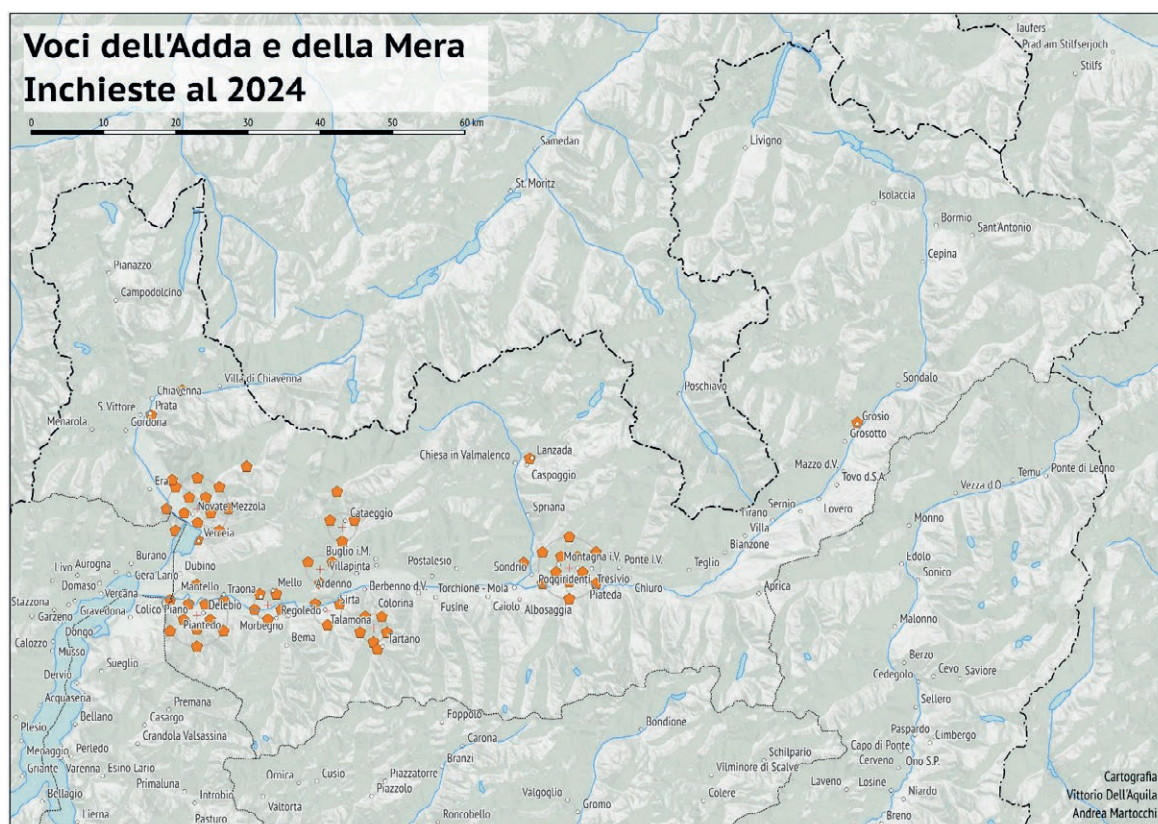 Voci dell'Adda e della Mera
Inchieste al 2024
0 10 20 30 40 50 60 km
Taufers
Prad am Stilfserjoch
Stilfs
Samedan
Livigno
St. Moritz
Isolaccia
Bormio
Sant'Antonio
Cepina
Pianazzo
Campodolcino
Villa di Chiavenna
Chiavenna
Prata
S. Vittore
Menarola
Gordona
Poschiavo
Sondalo
Grosio
Grosotto
Lanzada
Chiesa in Valmalenco
Caspoggio
Mazzo d.V.
Tovo d.S.A.
Temu
Ponte di Legno
Vezza d.O.
Novate Mezzola
Verceia
Cataeggio
Spriana
Sernio
Lovero
Tirano
Villa
Bianzone
Monno
Burano
Dubino
Buglio i.M.
Villapinta
Postalesio
Sondrio
Montagna i.V.
Ponte i.V.
Teglio
Edolo
Sonico
Livo
Aurogna
Gera Lario
Domaso
Vercana
Mantello
Traona
Mello
Ardenno
Berbenno d.V.
Torchione - Moia
Poggiridenti
Tresivio
Chiuro
Aprica
Stazzona
Gravedona
Garzeno
Colico Piano
Delebio
Sirta
Colorina
Fusine
Caiolo
Albosaggia
Piateda
Piantedo
Morbegno
Regoledo
Talamona
Malonno
Dongo
Calozzo
Musso
Bema
Tartano
Sueglio
Dervio
Berzo
Cedegolo
Cevo
Saviore
Acquaseria
Premana
Sellero
Plesio
Bellano
Casargo
Foppolo
Bondione
Crandola Valsassina
Carona
Paspardo
Cimbergo
Menaggio
Perledo
Branzi
Schilpario
Capo di Ponte
Cerveno
Ono S.P.
Griante
Varenna
Esino Lario
Ornica
Cusio
Piazzatorre
Vilminore di Scalve
Laveno
Losine
Cartografia
Primaluna
Piazzolo
Niardo
Vittorio Dell'Aquila
Bellagio
Introbio
Valtorta
Valgoglio
Colere
Lierna
Pasturo
Roncobello
Gromo
Breno
Andrea Martocchi